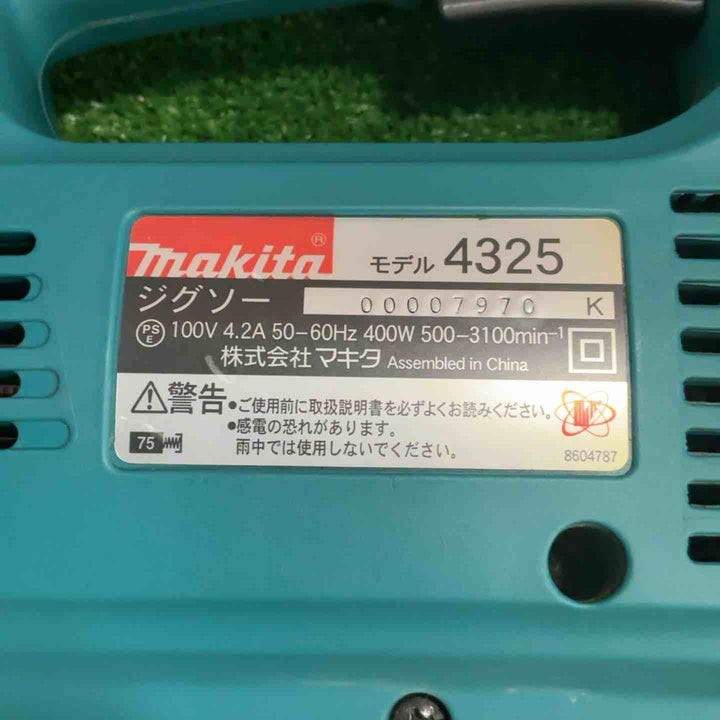 makita® モデル 4325
ジグソー 00007970 K
PSE 100V 4.2A 50–60Hz 400W 500–3100min⁻¹
株式会社マキタ Assembled in China
警告 ●ご使用前に取扱説明書を必ずよくお読みください。
●感電の恐れがあります。
雨中では使用しないでください。
75
8604787